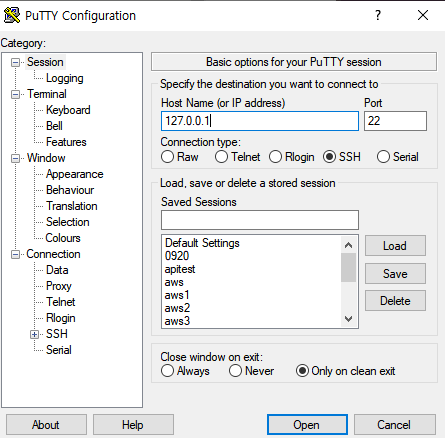 PuTTY Configuration
?
Category:
Session
Logging
Terminal
Keyboard
Bell
Features
Window
Appearance
Behaviour
Translation
Selection
Colours
Connection
Data
Proxy
Telnet
Rlogin
SSH
Serial
Basic options for your PuTTY session
Specify the destination you want to connect to
Host Name (or IP address) Port
127.0.0.1 22
Connection type:
Raw Telnet Rlogin SSH Serial
Load, save or delete a stored session
Saved Sessions
Default Settings
0920
apitest
aws
aws1
aws2
aws3
Load
Save
Delete
Close window on exit:
Always Never Only on clean exit
About Help Open Cancel